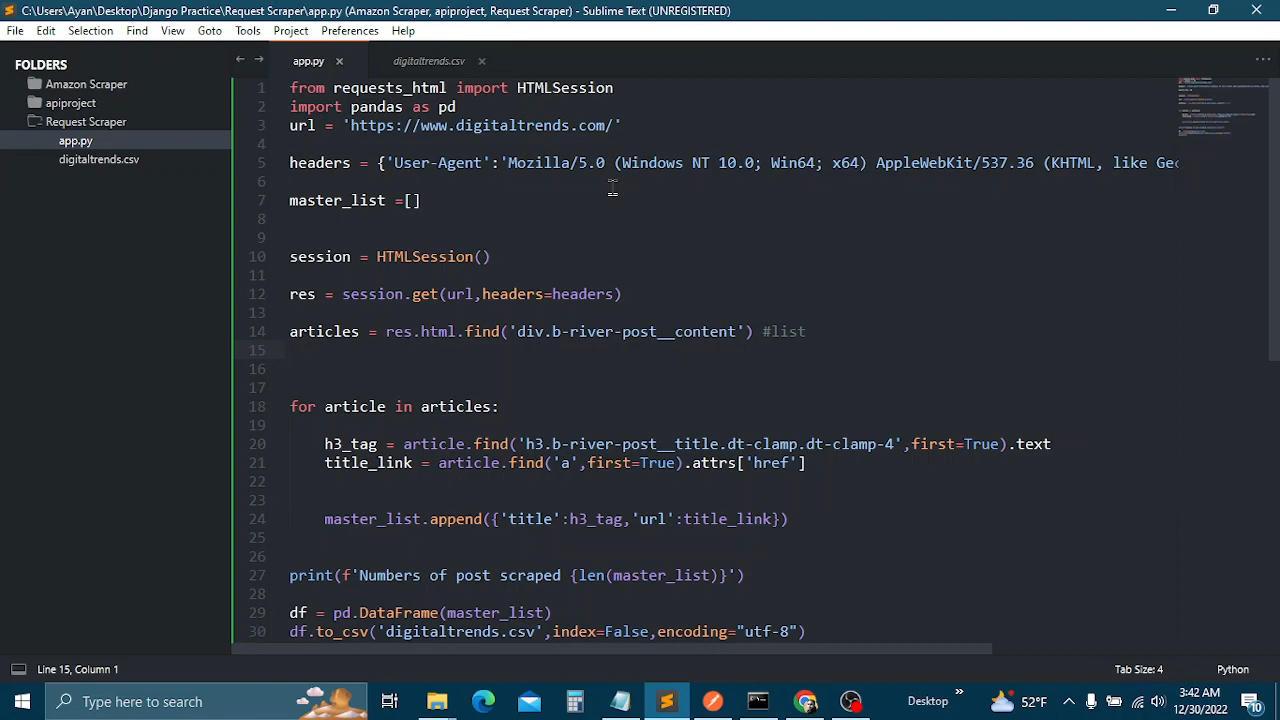 C:\Users\Ayan\Desktop\Django Practice\Request Scraper\app.py (Amazon Scraper, apiproject, Request Scraper) - Sublime Text (UNREGISTERED)
File Edit Selection Find View Goto Tools Project Preferences Help
FOLDERS
Amazon Scraper
apiproject
Request Scraper
app.py
digitaltrends.csv
app.py digitaltrends.csv
1 from requests_html import HTMLSession
2 import pandas as pd
3 url = 'https://www.digitaltrends.com/'
4
5 headers = {'User-Agent':'Mozilla/5.0 (Windows NT 10.0; Win64; x64) AppleWebKit/537.36 (KHTML, like Gec
6
7 master_list =[]
8
9
10 session = HTMLSession()
11
12 res = session.get(url,headers=headers)
13
14 articles = res.html.find('div.b-river-post__content') #list
15
16
17
18 for article in articles:
19
20 h3_tag = article.find('h3.b-river-post__title.dt-clamp.dt-clamp-4',first=True).text
21 title_link = article.find('a',first=True).attrs['href']
22
23
24 master_list.append({'title':h3_tag,'url':title_link})
25
26
27 print(f'Numbers of post scraped {len(master_list)}')
28
29 df = pd.DataFrame(master_list)
30 df.to_csv('digitaltrends.csv',index=False,encoding="utf-8")
Line 15, Column 1
Tab Size: 4 Python
Type here to search
Desktop
52°F
3:42 AM
12/30/2022
10